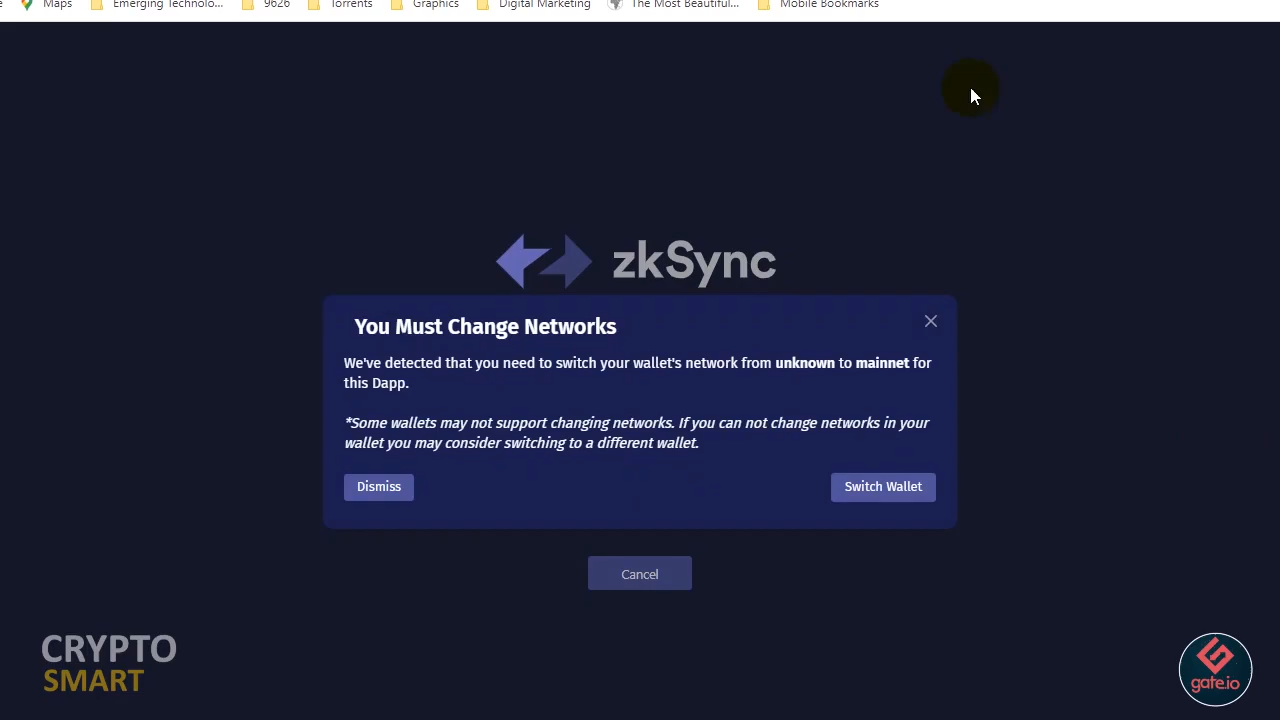 Maps
Emerging Technolo...
9626
Torrents
Graphics
Digital Marketing
The Most Beautiful...
Mobile Bookmarks
zkSync
You Must Change Networks
We've detected that you need to switch your wallet's network from unknown to mainnet for
this Dapp.
*Some wallets may not support changing networks. If you can not change networks in your
wallet you may consider switching to a different wallet.
Dismiss
Switch Wallet
Cancel
CRYPTO
SMART
gate.io